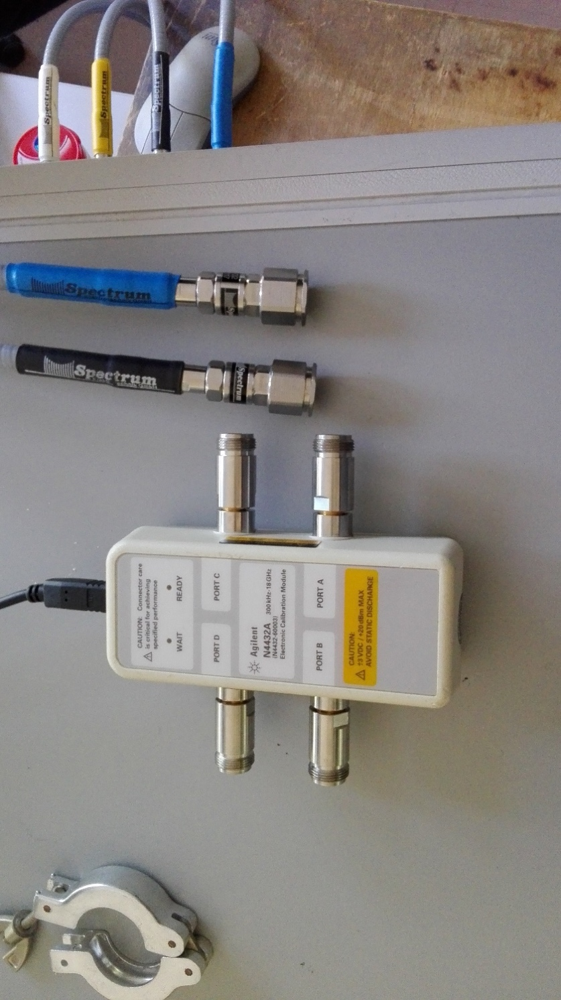 Spectrum
Spectrum
Spectrum
Spectrum
Spectrum
Spectrum
CAUTION: Connector care
is critical for achieving
specified performance
WAIT
READY
PORT D
PORT C
Agilent
N4432A 300 kHz-18 GHz
(N4432-60003)
Electronic Calibration Module
PORT B
PORT A
CAUTION:
13 VDC / +20 dBm MAX
AVOID STATIC DISCHARGE